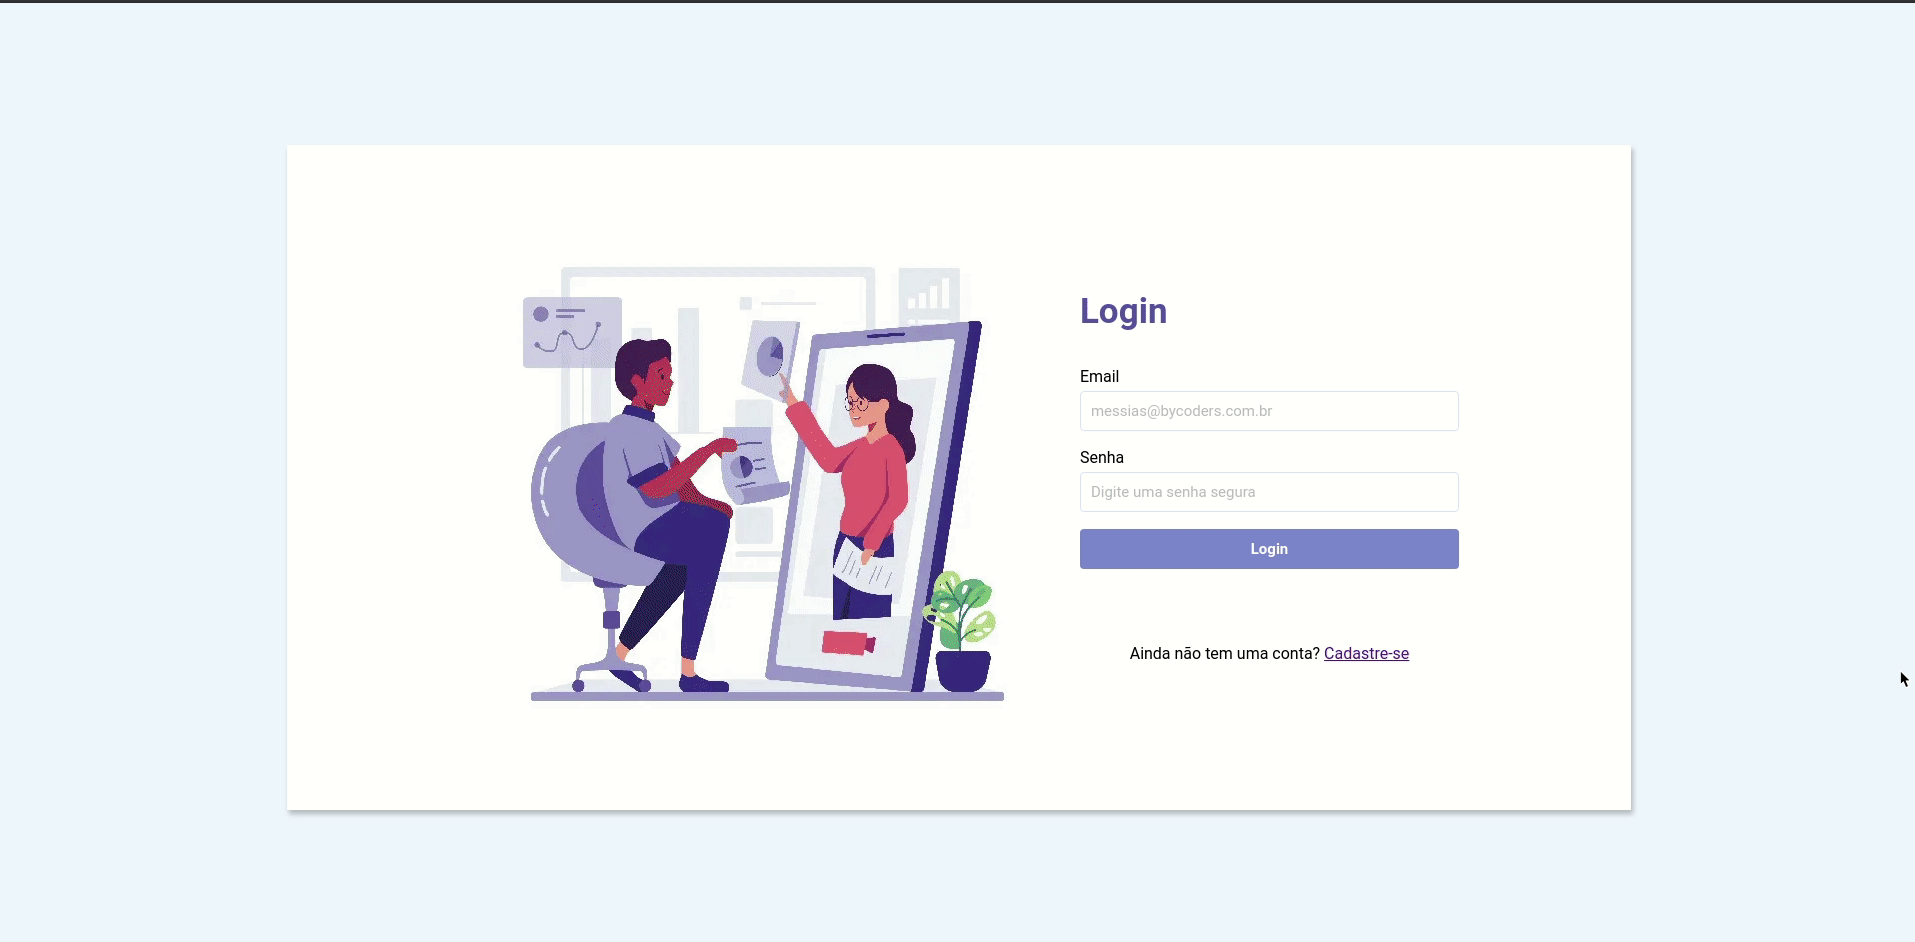 Login
Email
messias@bycoders.com.br
Senha
Digite uma senha segura
Login
Ainda não tem uma conta? Cadastre-se